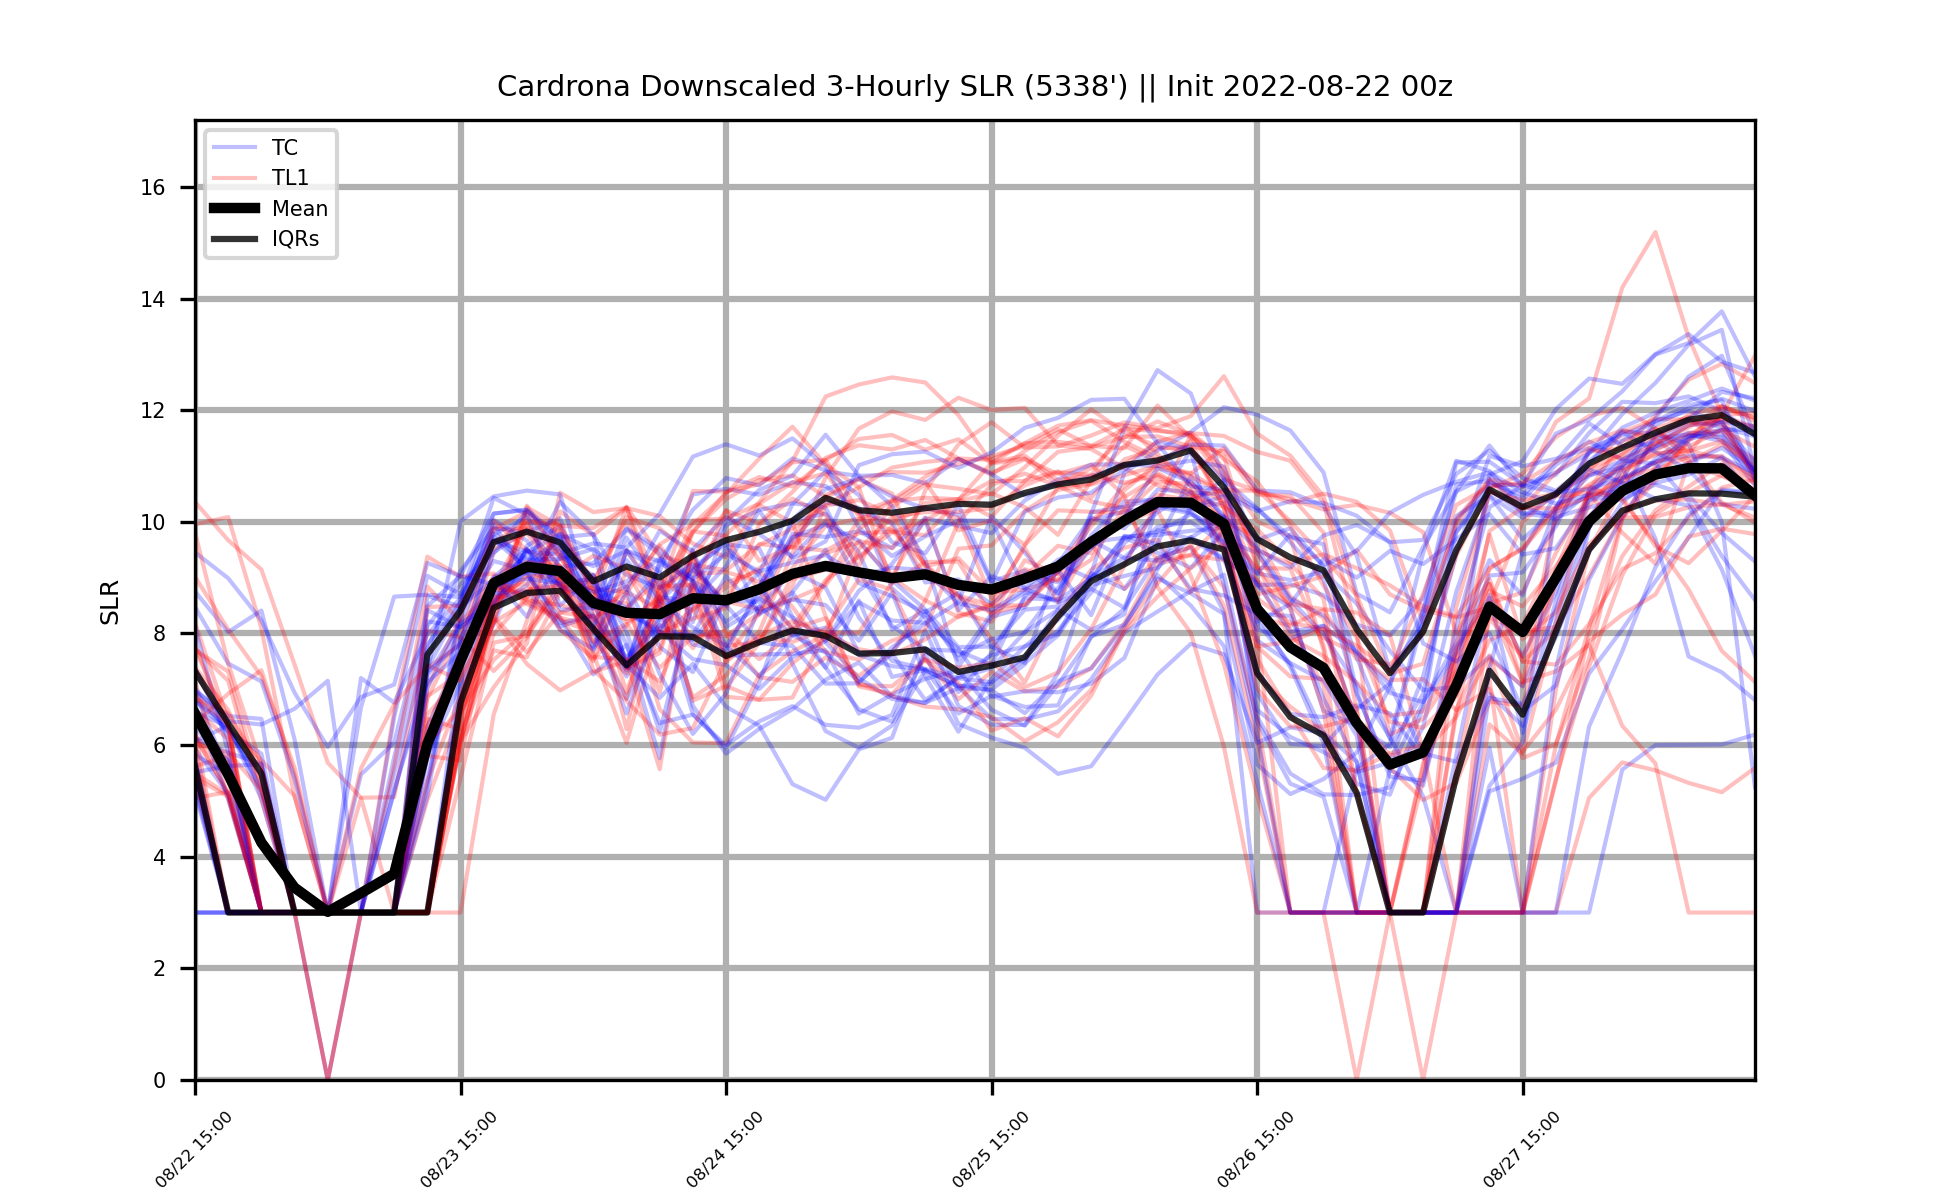 Cardrona Downscaled 3-Hourly SLR (5338') || Init 2022-08-22 00z
TC
TL1
Mean
IQRs
SLR
16
14
12
10
8
6
4
2
0
08/22 15:00
08/23 15:00
08/24 15:00
08/25 15:00
08/26 15:00
08/27 15:00